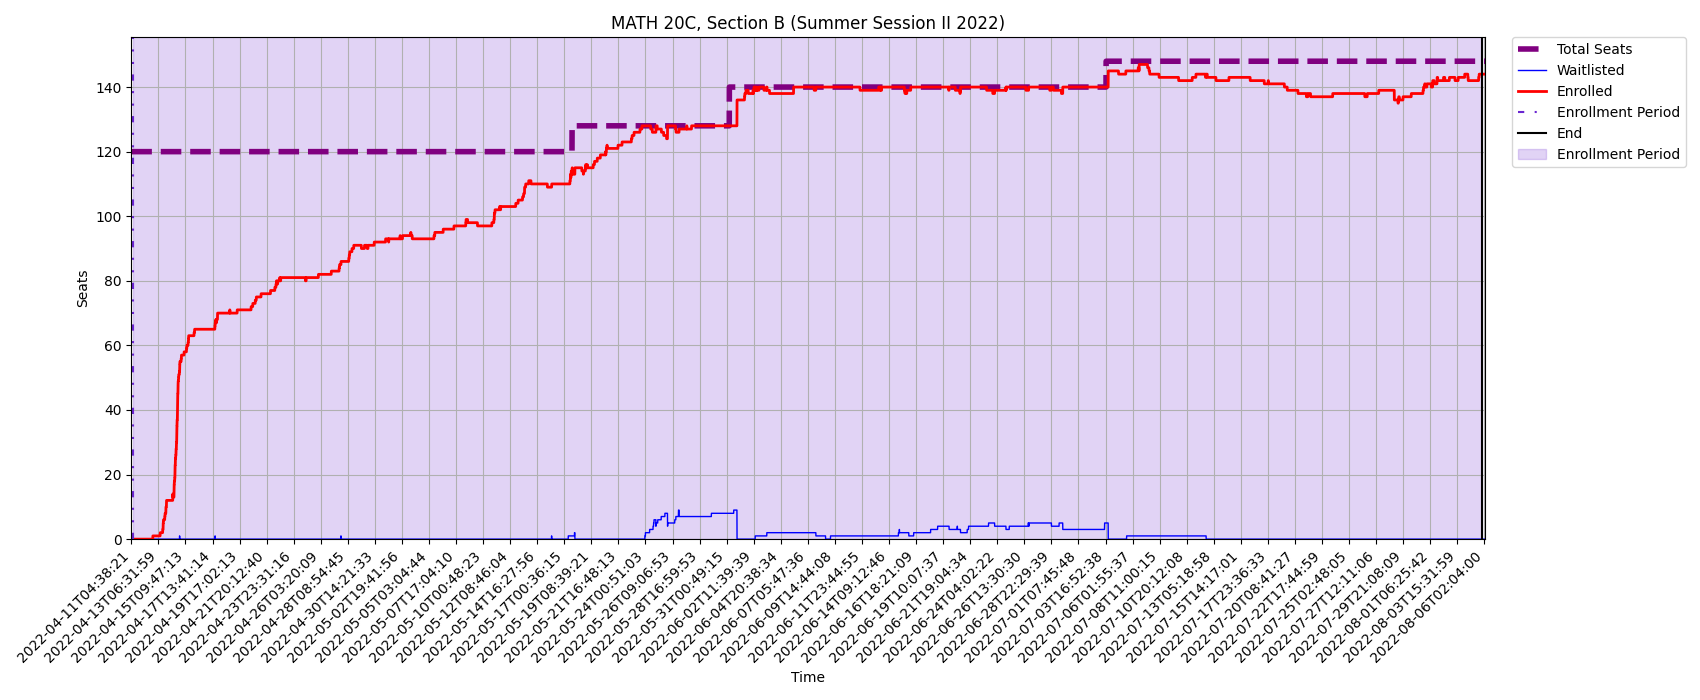 MATH 20C, Section B (Summer Session II 2022)
Total Seats
Waitlisted
Enrolled
Enrollment Period
End
Enrollment Period
Seats
140
120
100
80
60
40
20
0
2022-04-11T04:38:21
2022-04-13T06:31:59
2022-04-15T09:47:13
2022-04-17T13:41:14
2022-04-19T17:02:13
2022-04-21T20:12:40
2022-04-23T23:31:16
2022-04-26T03:20:09
2022-04-28T08:54:45
2022-04-30T14:21:33
2022-05-02T19:41:56
2022-05-05T03:04:44
2022-05-07T17:04:10
2022-05-10T00:48:23
2022-05-12T08:46:04
2022-05-14T16:27:56
2022-05-17T00:36:15
2022-05-19T08:39:21
2022-05-21T16:48:13
2022-05-24T00:51:03
2022-05-26T09:06:53
2022-05-28T16:59:53
2022-05-31T00:49:15
2022-06-02T11:39:39
2022-06-04T20:38:34
2022-06-07T05:47:36
2022-06-09T14:44:08
2022-06-11T23:44:55
2022-06-14T09:12:46
2022-06-16T18:21:09
2022-06-19T10:07:37
2022-06-21T19:04:34
2022-06-24T04:02:22
2022-06-26T13:30:30
2022-06-28T22:29:39
2022-07-01T07:45:48
2022-07-03T16:52:38
2022-07-06T01:55:37
2022-07-08T11:00:15
2022-07-10T20:12:08
2022-07-13T05:18:58
2022-07-15T14:17:01
2022-07-17T23:36:33
2022-07-20T08:41:27
2022-07-22T17:44:59
2022-07-25T02:48:05
2022-07-27T12:11:06
2022-07-29T21:08:09
2022-08-01T06:25:42
2022-08-03T15:31:59
2022-08-06T02:04:00
Time